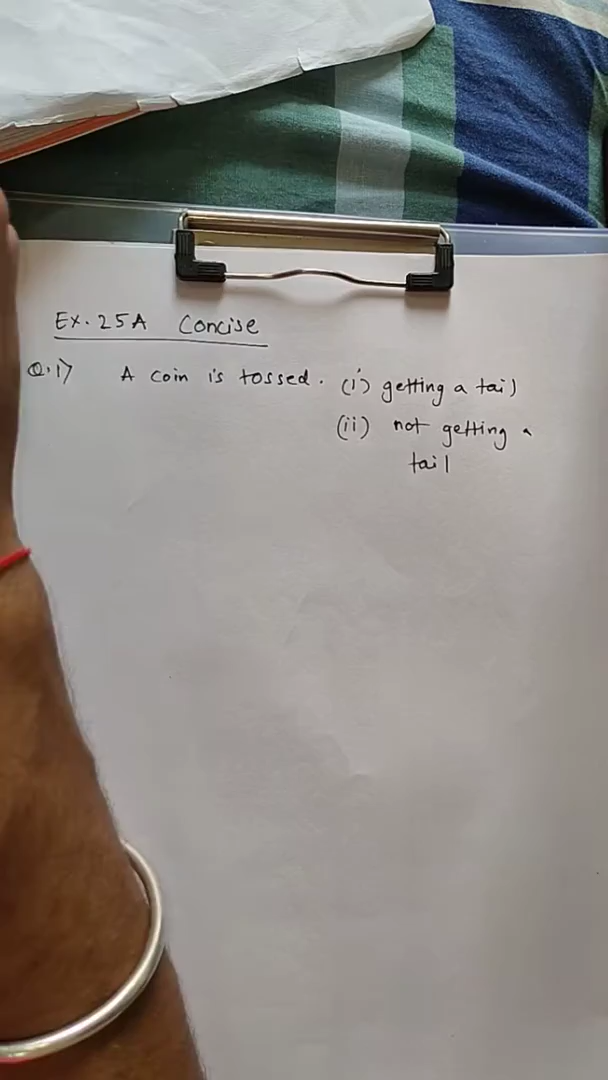 Ex. 25A Concise
Q.1) A coin is tossed. (i) getting a tail
(ii) not getting a
tail